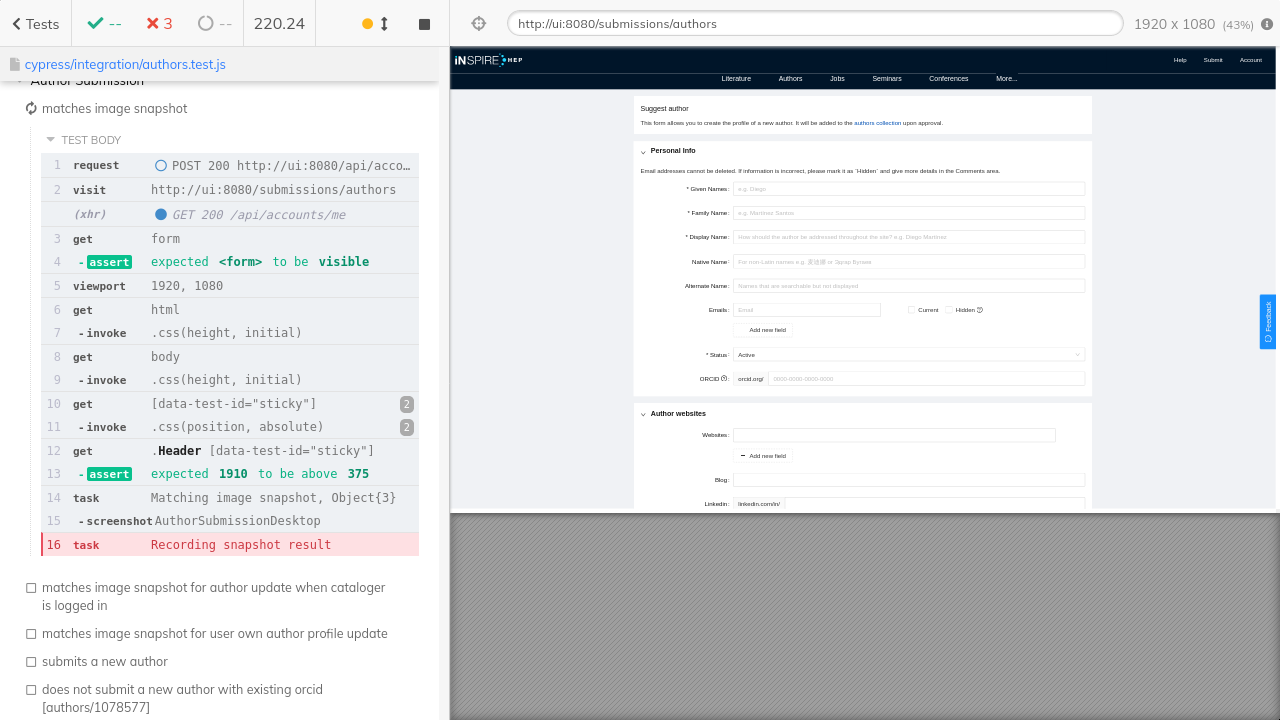 Tests
--
3
--
220.24
http://ui:8080/submissions/authors
1920 x 1080 (43%)
cypress/integration/authors.test.js
Author Submission
matches image snapshot
TEST BODY
1 request GET 200 http://ui:8080/api/acco…
2 visit http://ui:8080/submissions/authors
(xhr) GET 200 /api/accounts/me
3 get form
4 -assert expected <form> to be visible
5 viewport 1920, 1080
6 get html
7 -invoke .css(height, initial)
8 get body
9 -invoke .css(height, initial)
10 get [data-test-id="sticky"] 2
11 -invoke .css(position, absolute) 2
12 get .Header [data-test-id="sticky"]
13 -assert expected 1910 to be above 375
14 task Matching image snapshot, Object{3}
15 -screenshot AuthorSubmissionDesktop
16 task Recording snapshot result
matches image snapshot for author update when cataloger
is logged in
matches image snapshot for user own author profile update
submits a new author
does not submit a new author with existing orcid
[authors/1078577]
iNSPIRE HEP
Help Submit Account
Literature Authors Jobs Seminars Conferences More...
Suggest author
This form allows you to create the profile of a new author. It will be added to the authors collection upon approval.
Personal Info
Email addresses cannot be deleted. If information is incorrect, please mark it as `Hidden` and give more details in the Comments area.
* Given Names: e.g. Diego
* Family Name: e.g. Martínez Santos
* Display Name: How should the author be addressed throughout the site? e.g. Diego Martínez
Native Name: For non-Latin names e.g.
Alternate Name: Names that are searchable but not displayed
Emails: Email Current Hidden
Add new field
* Status: Active
ORCID : orcid.org/ 0000-0000-0000-0000
Author websites
Websites:
Add new field
Blog:
Linkedin: linkedin.com/in/
Feedback